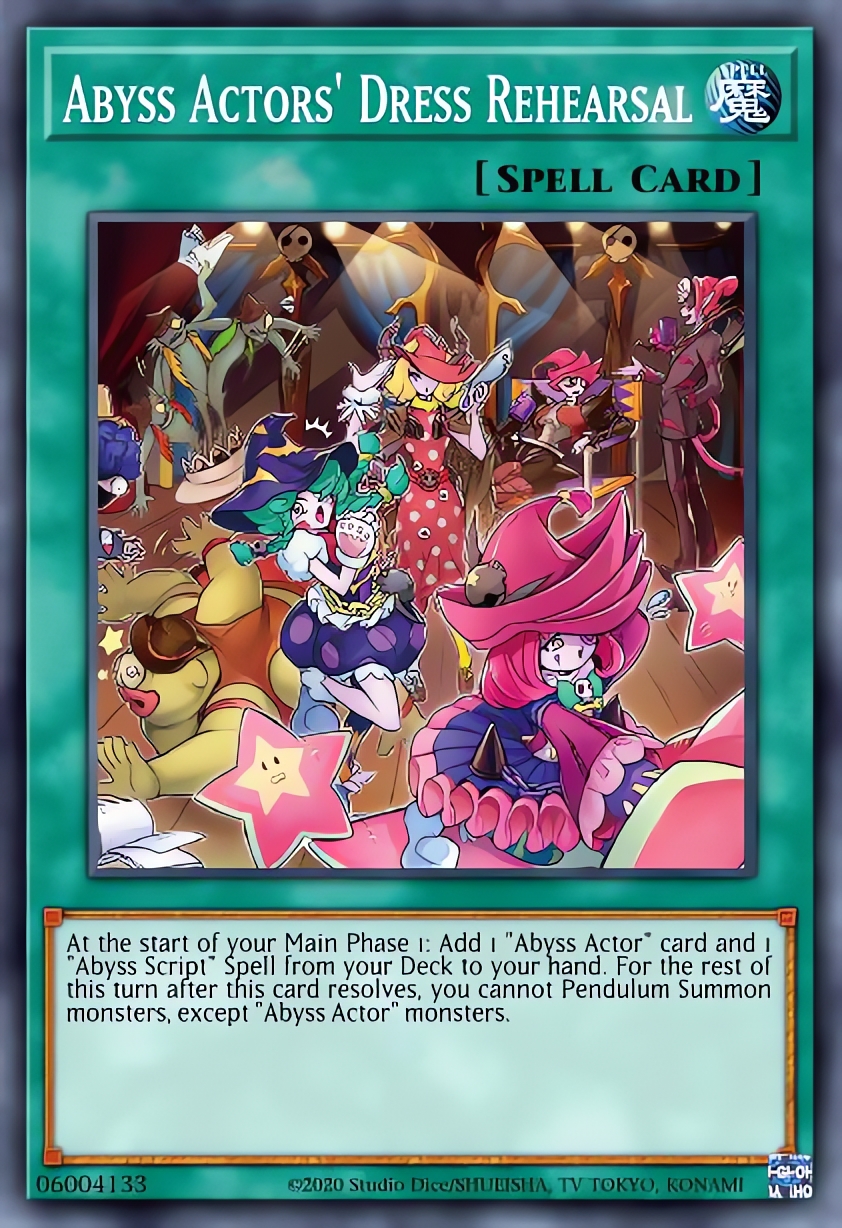 ABYSS ACTORS' DRESS REHEARSAL
SPELL
魔
[SPELL CARD]
At the start of your Main Phase 1: Add 1 "Abyss Actor" card and 1
"Abyss Script" Spell from your Deck to your hand. For the rest of
this turn after this card resolves, you cannot Pendulum Summon
monsters, except "Abyss Actor" monsters.
06004133
©2020 Studio Dice/SHUEISHA, TV TOKYO, KONAMI